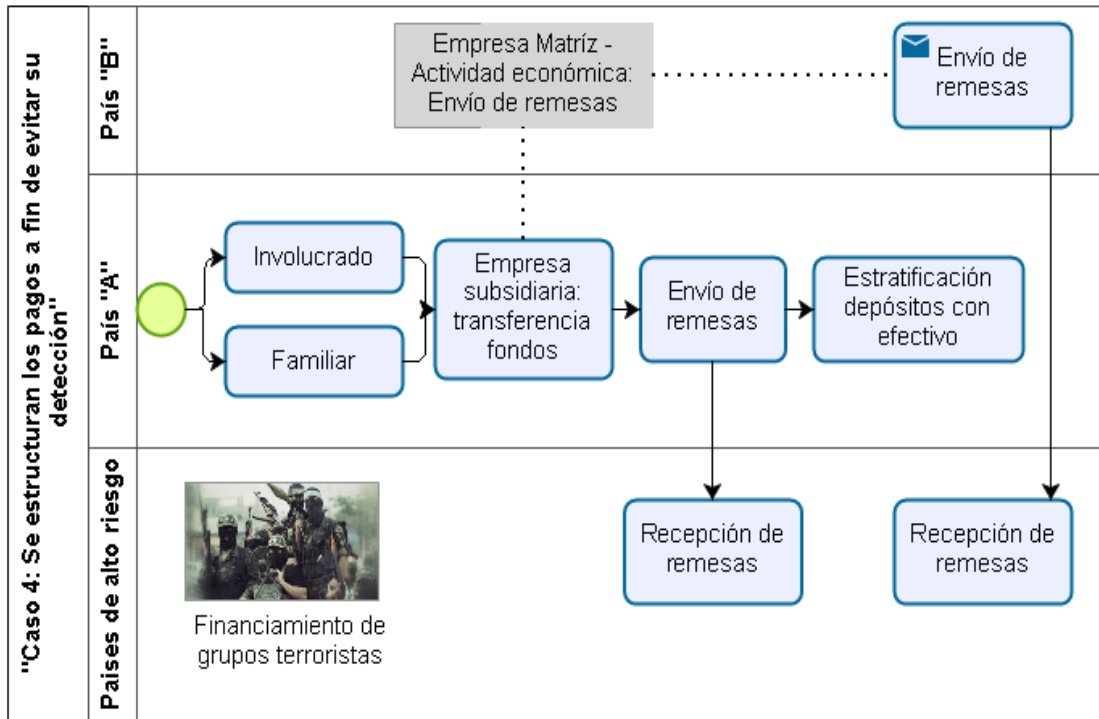 "Caso 4: Se estructuran los pagos a fin de evitar su
detección"
País "B"
Empresa Matríz -
Actividad económica:
Envío de remesas
Envío de
remesas
País "A"
Involucrado
Familiar
Empresa
subsidiaria:
transferencia
fondos
Envío de
remesas
Estratificación
depósitos con
efectivo
Paises de alto riesgo
Financiamiento de
grupos terroristas
Recepción de
remesas
Recepción de
remesas